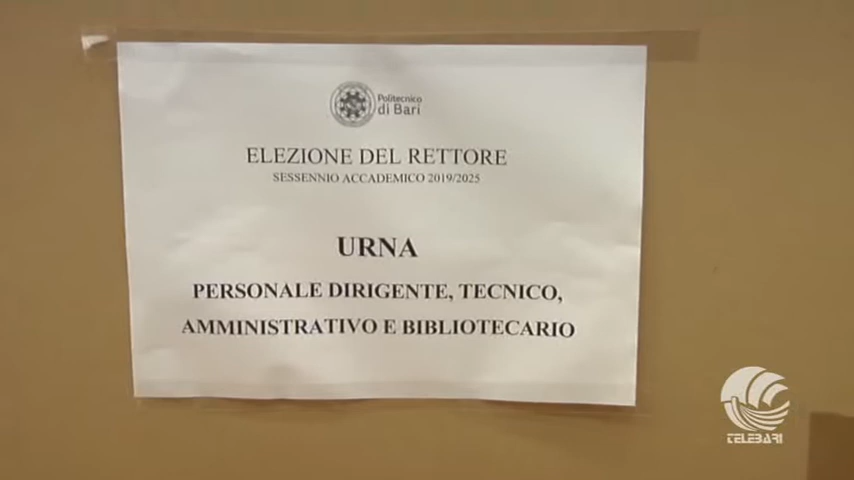 Politecnico
di Bari
ELEZIONE DEL RETTORE
SESSENNIO ACCADEMICO 2019/2025
URNA
PERSONALE DIRIGENTE, TECNICO,
AMMINISTRATIVO E BIBLIOTECARIO
TELEBARI